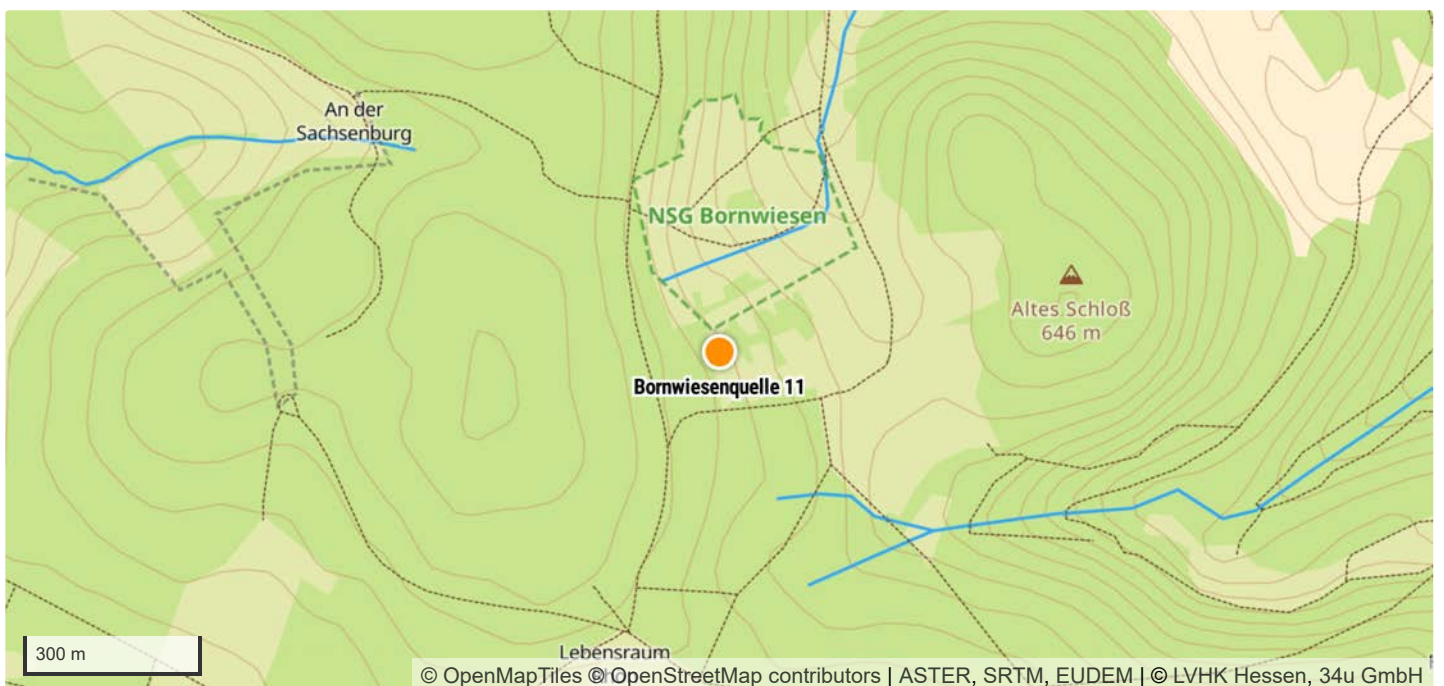 An der
Sachsenburg
NSG Bornwiesen
Altes Schloß
646 m
Bornwiesenquelle 11
Lebensraum
300 m
© OpenMapTiles © OpenStreetMap contributors | ASTER, SRTM, EUDEM | © LVHK Hessen, 34u GmbH